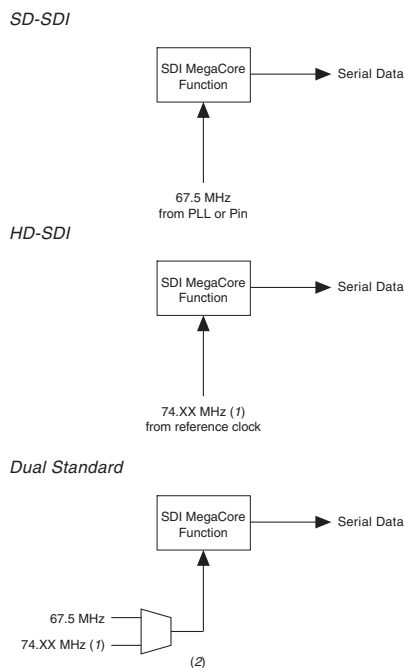 SD-SDI
SDI MegaCore
Function
Serial Data
67.5 MHz
from PLL or Pin
HD-SDI
SDI MegaCore
Function
Serial Data
74.XX MHz (1)
from reference clock
Dual Standard
SDI MegaCore
Function
Serial Data
67.5 MHz
74.XX MHz (1)
(2)